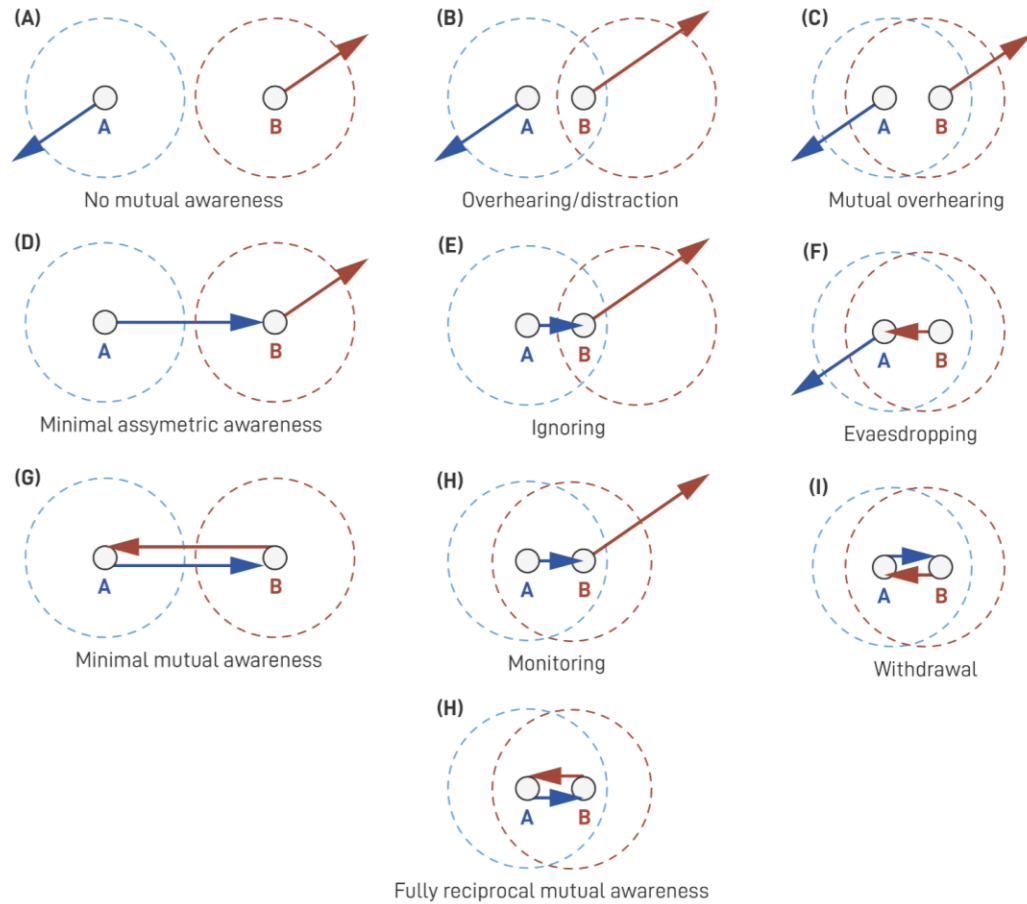 (A)
A
B
No mutual awareness
(B)
A
B
Overhearing/distraction
(C)
A
B
Mutual overhearing
(D)
A
B
Minimal assymetric awareness
(E)
A
B
Ignoring
(F)
A
B
Evaesdropping
(G)
A
B
Minimal mutual awareness
(H)
A
B
Monitoring
(I)
A
B
Withdrawal
(H)
A
B
Fully reciprocal mutual awareness